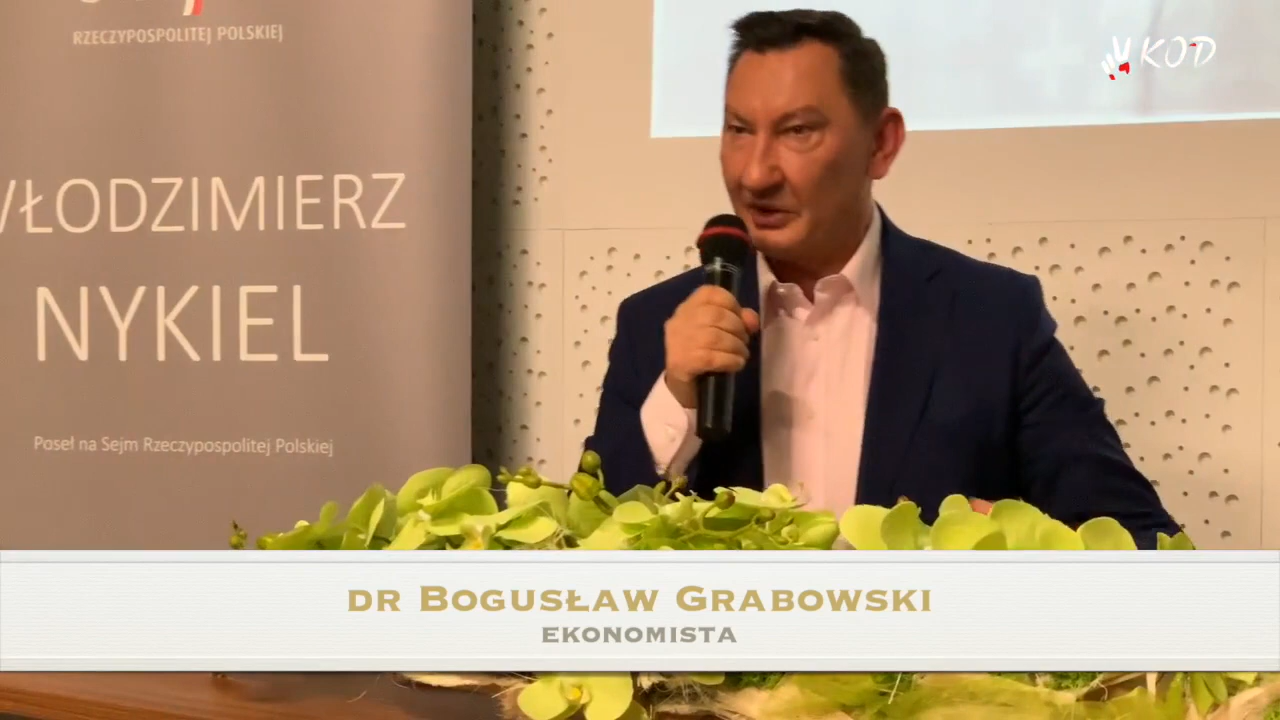 RZECZYPOSPOLITEJ POLSKIEJ
WŁODZIMIERZ
NYKIEL
Poseł na Sejm Rzeczypospolitej Polskiej
KOD
DR BOGUSŁAW GRABOWSKI
EKONOMISTA